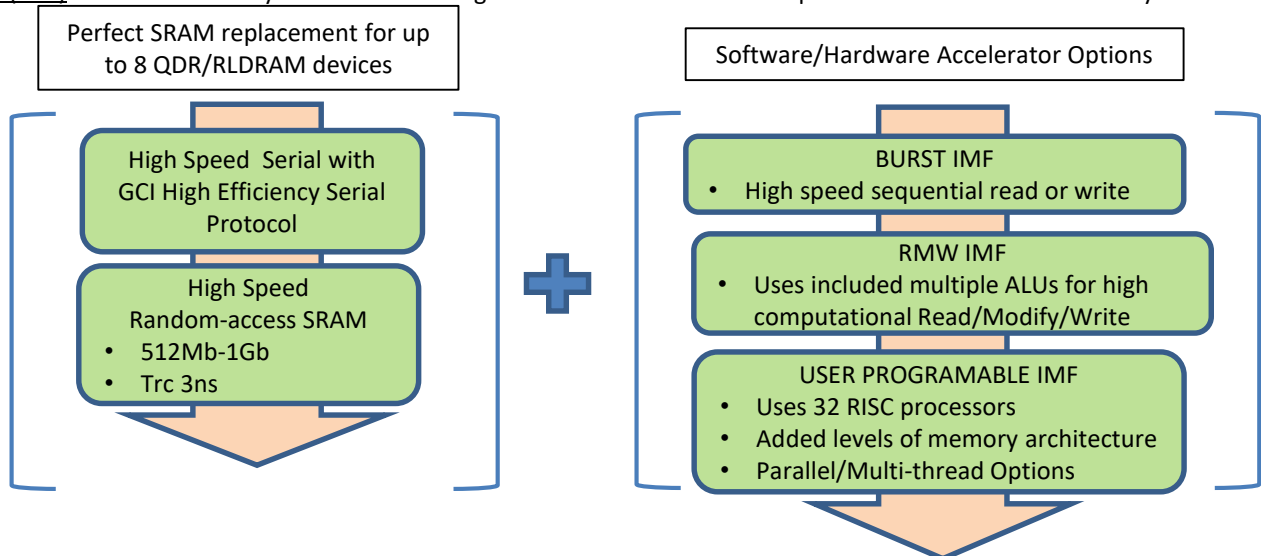 Perfect SRAM replacement for up
to 8 QDR/RLDRAM devices
High Speed Serial with
GCI High Efficiency Serial
Protocol
High Speed
Random-access SRAM
• 512Mb-1Gb
• Trc 3ns
Software/Hardware Accelerator Options
BURST IMF
• High speed sequential read or write
RMW IMF
• Uses included multiple ALUs for high
computational Read/Modify/Write
USER PROGRAMABLE IMF
• Uses 32 RISC processors
• Added levels of memory architecture
• Parallel/Multi-thread Options